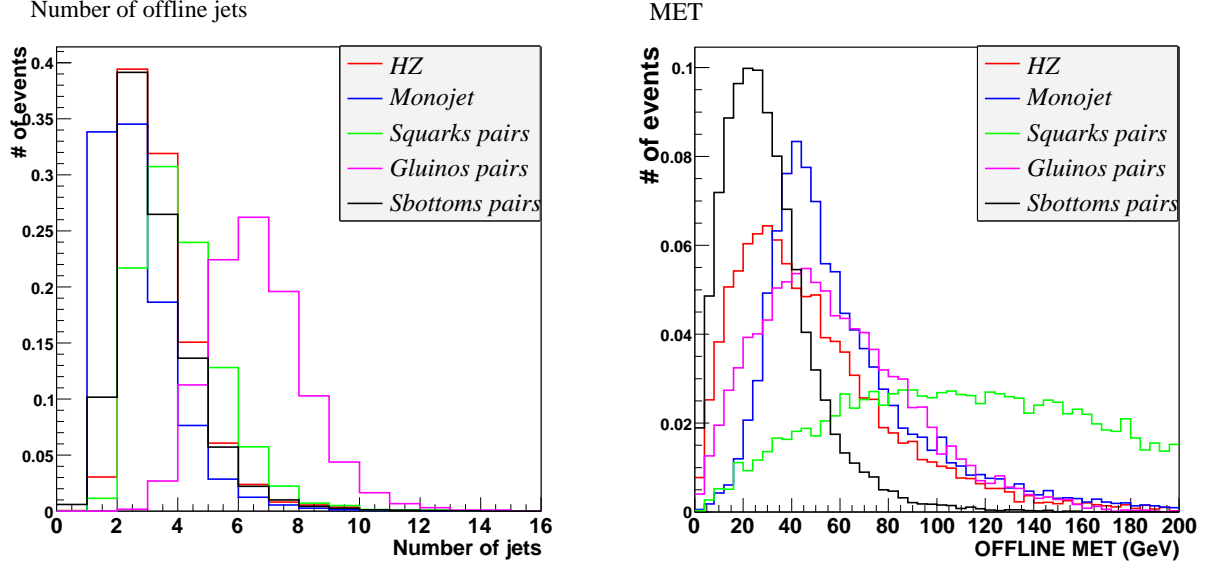 Number of offline jets
# of events
0.4
0.35
0.3
0.25
0.2
0.15
0.1
0.05
0
0 2 4 6 8 10 12 14 16
Number of jets
HZ
Monojet
Squarks pairs
Gluinos pairs
Sbottoms pairs
MET
# of events
0.1
0.08
0.06
0.04
0.02
0
0 20 40 60 80 100 120 140 160 180 200
OFFLINE MET (GeV)
HZ
Monojet
Squarks pairs
Gluinos pairs
Sbottoms pairs